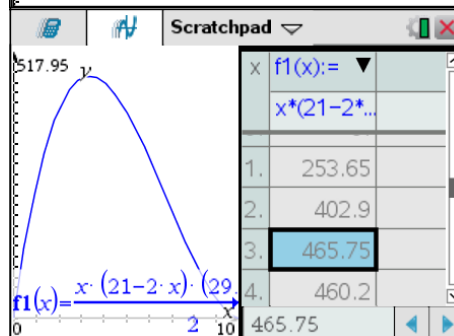 Scratchpad
517.95 y
x f1(x):= ▼
x*(21-2*...
1. 253.65
2. 402.9
3. 465.75
4. 460.2
f1(x)= x·(21-2·x)·(29.
2
x
0 10
465.75